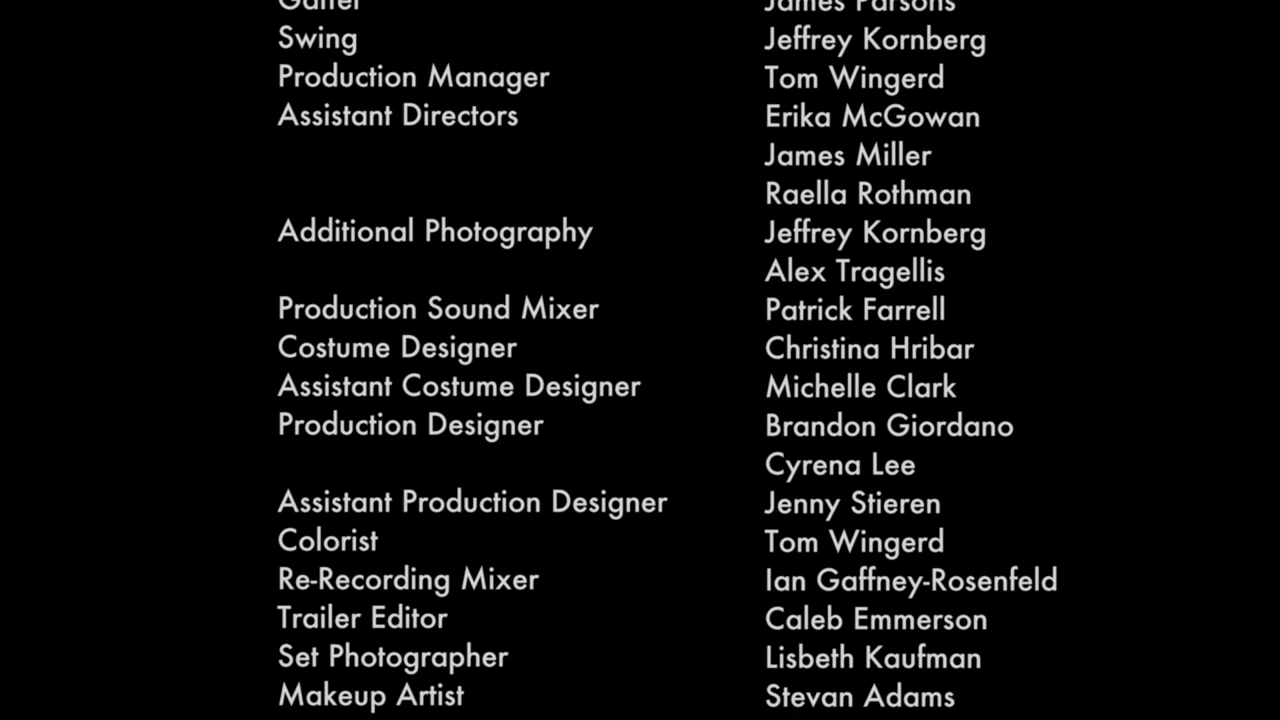 Gaffer James Parsons
Swing Jeffrey Kornberg
Production Manager Tom Wingerd
Assistant Directors Erika McGowan
James Miller
Raella Rothman
Additional Photography Jeffrey Kornberg
Alex Tragellis
Production Sound Mixer Patrick Farrell
Costume Designer Christina Hribar
Assistant Costume Designer Michelle Clark
Production Designer Brandon Giordano
Cyrena Lee
Assistant Production Designer Jenny Stieren
Colorist Tom Wingerd
Re-Recording Mixer Ian Gaffney-Rosenfeld
Trailer Editor Caleb Emmerson
Set Photographer Lisbeth Kaufman
Makeup Artist Stevan Adams